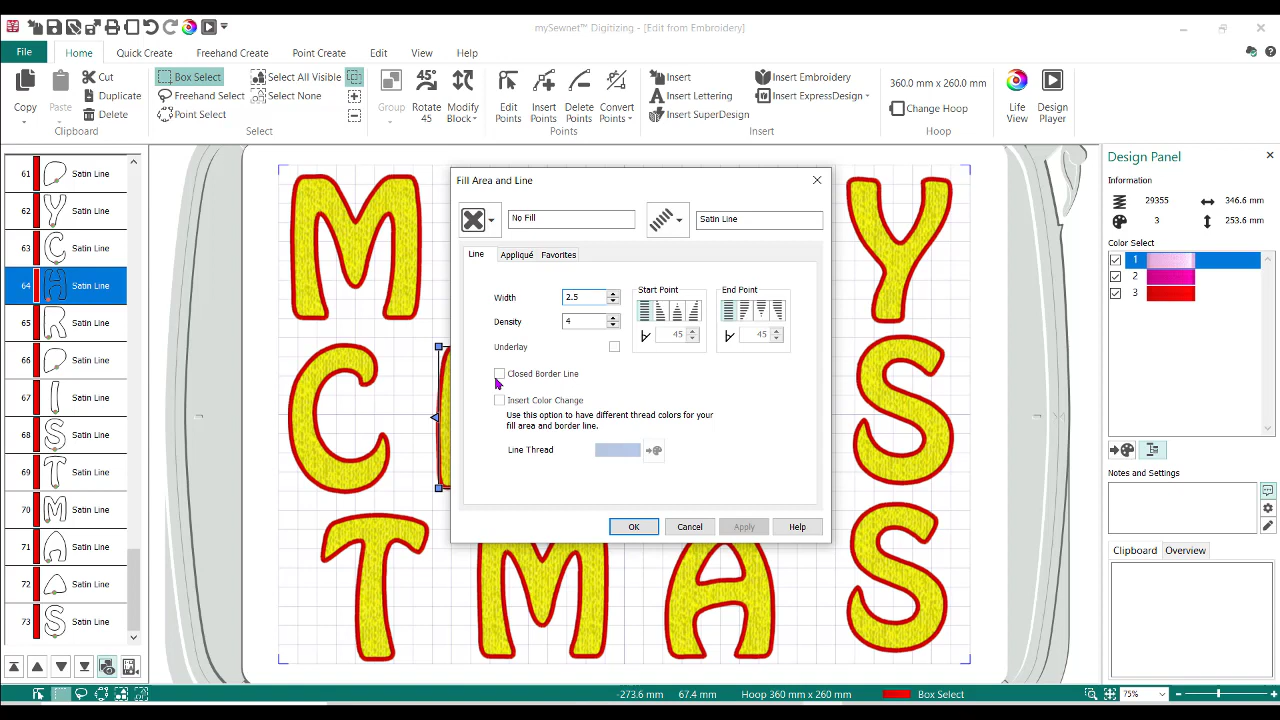 mySewnet™ Digitizing - [Edit from Embroidery]
File Home Quick Create Freehand Create Point Create Edit View Help
Copy Paste Cut Duplicate Delete
Clipboard
Box Select Freehand Select Point Select Select All Visible Select None
Select
Group Rotate 45 Modify Block
45°
Edit Points Insert Points Delete Points Convert Points
Points
Insert Insert Lettering Insert SuperDesign Insert Embroidery Insert ExpressDesign
Insert
360.0 mm x 260.0 mm
Change Hoop
Hoop
Life View Design Player
61 Satin Line
62 Satin Line
63 Satin Line
64 Satin Line
65 Satin Line
66 Satin Line
67 Satin Line
68 Satin Line
69 Satin Line
70 Satin Line
71 Satin Line
72 Satin Line
73 Satin Line
M Y
C S
T M A S
Fill Area and Line
No Fill Satin Line
Line Appliqué Favorites
Width 2.5
Density 4
Underlay
Start Point End Point
45 45
Closed Border Line
Insert Color Change
Use this option to have different thread colors for your
fill area and border line.
Line Thread
OK Cancel Apply Help
Design Panel
Information
29355 346.6 mm
3 253.6 mm
Color Select
1
2
3
Notes and Settings
Clipboard Overview
-273.6 mm 67.4 mm Hoop 360 mm x 260 mm Box Select 75%